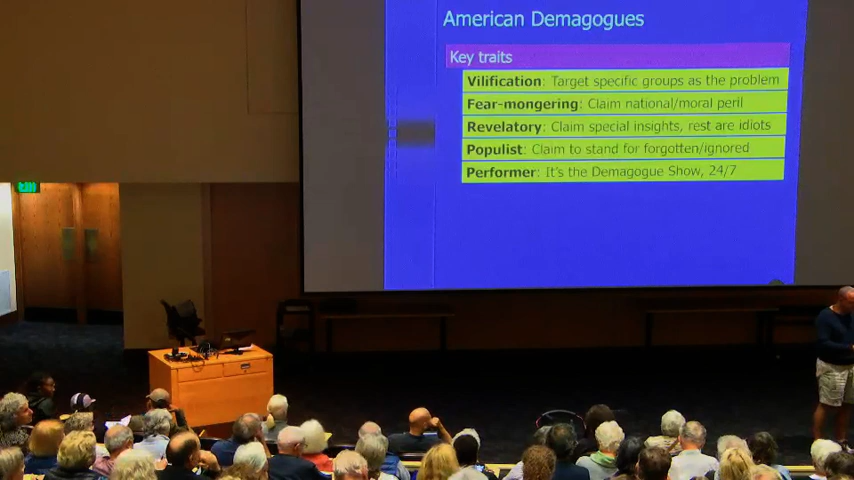 American Demagogues
Key traits
Vilification: Target specific groups as the problem
Fear-mongering: Claim national/moral peril
Revelatory: Claim special insights, rest are idiots
Populist: Claim to stand for forgotten/ignored
Performer: It's the Demagogue Show, 24/7